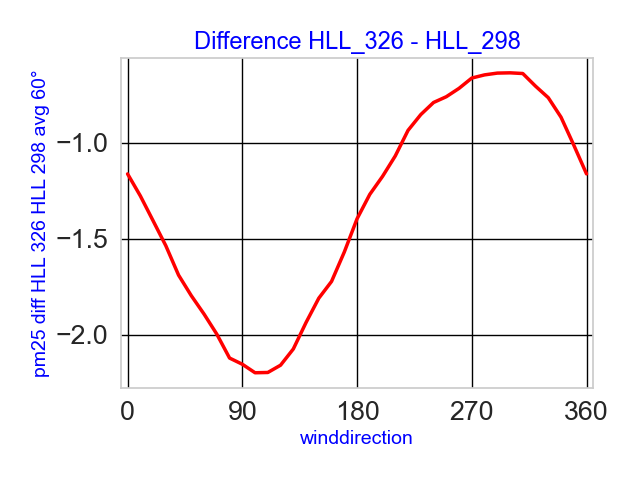 Difference HLL_326 - HLL_298
pm25 diff HLL 326 HLL 298 avg 60°
−1.0
−1.5
−2.0
0 90 180 270 360
winddirection